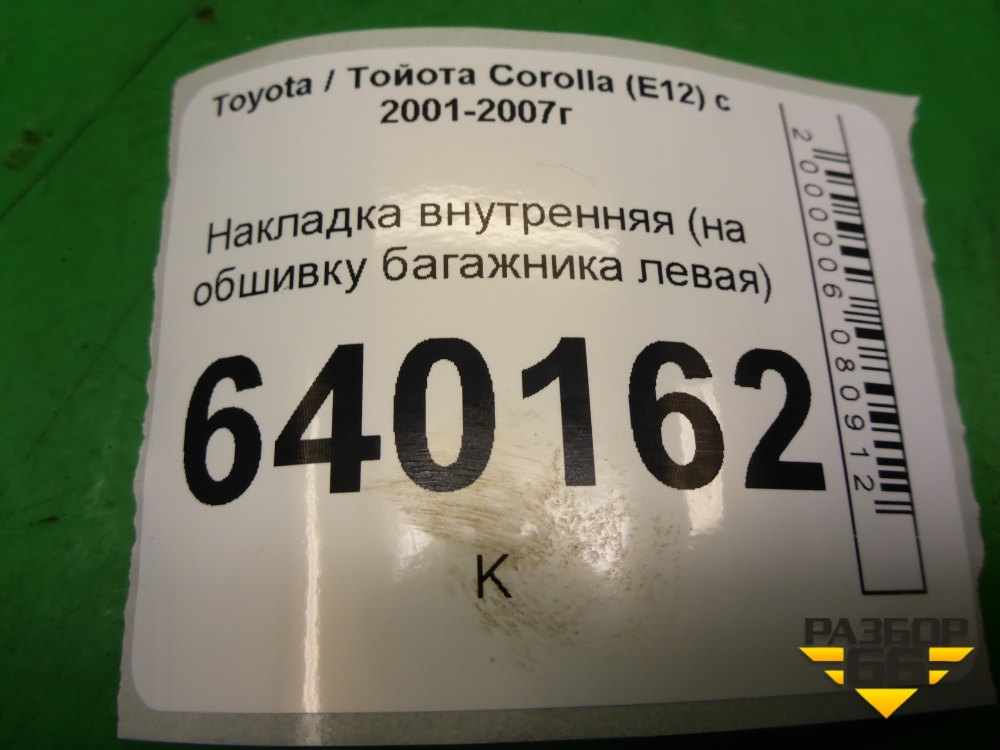 Toyota / Тойота Corolla (E12) с
2001-2007г
Накладка внутренняя (на
обшивку багажника левая)
640162
К
2000006080912
РАЗБОР
66